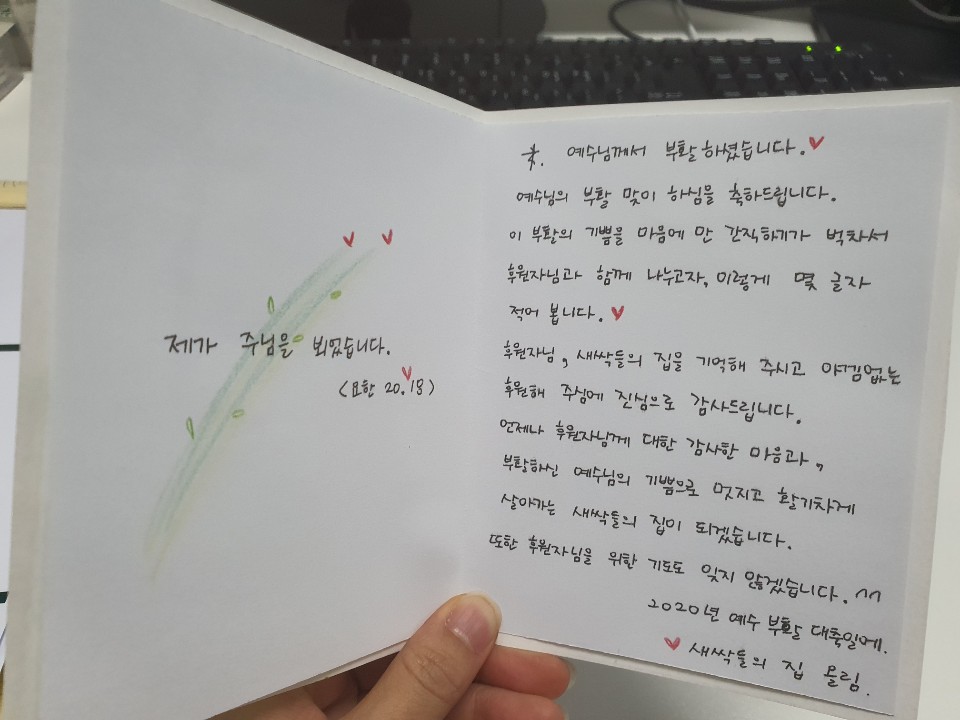 제가 주님을 뵈었습니다.
(요한 20.18)
예수님께서 부활하셨습니다.
예수님의 부활 맞이 하심을 축하드립니다.
이 부활의 기쁨을 마음에 만 간직하기가 벅차서
후원자님과 함께 나누고자, 이렇게 몇 글자
적어 봅니다.
후원자님, 새싹들의 집을 기억해 주시고 아낌없는
후원해 주심에 진심으로 감사드립니다.
언제나 후원자님께 대한 감사한 마음과,
부활하신 예수님의 기쁨으로 멋지고 활기차게
살아가는 새싹들의 집이 되겠습니다.
또한 후원자님을 위한 기도도 잊지 않겠습니다. ^^
2020년 예수 부활 대축일에.
새싹들의 집 올림.